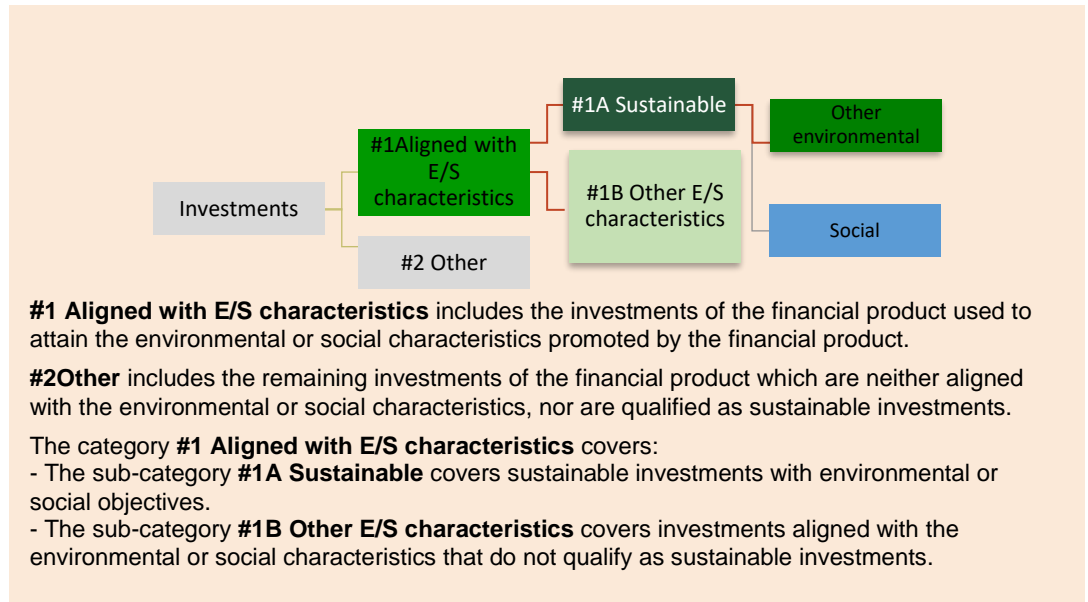 #1A Sustainable
Other
environmental
#1Aligned with
E/S
characteristics
#1B Other E/S
characteristics
Investments
Social
#2 Other
#1 Aligned with E/S characteristics includes the investments of the financial product used to
attain the environmental or social characteristics promoted by the financial product.
#2Other includes the remaining investments of the financial product which are neither aligned
with the environmental or social characteristics, nor are qualified as sustainable investments.
The category #1 Aligned with E/S characteristics covers:
- The sub-category #1A Sustainable covers sustainable investments with environmental or
social objectives.
- The sub-category #1B Other E/S characteristics covers investments aligned with the
environmental or social characteristics that do not qualify as sustainable investments.